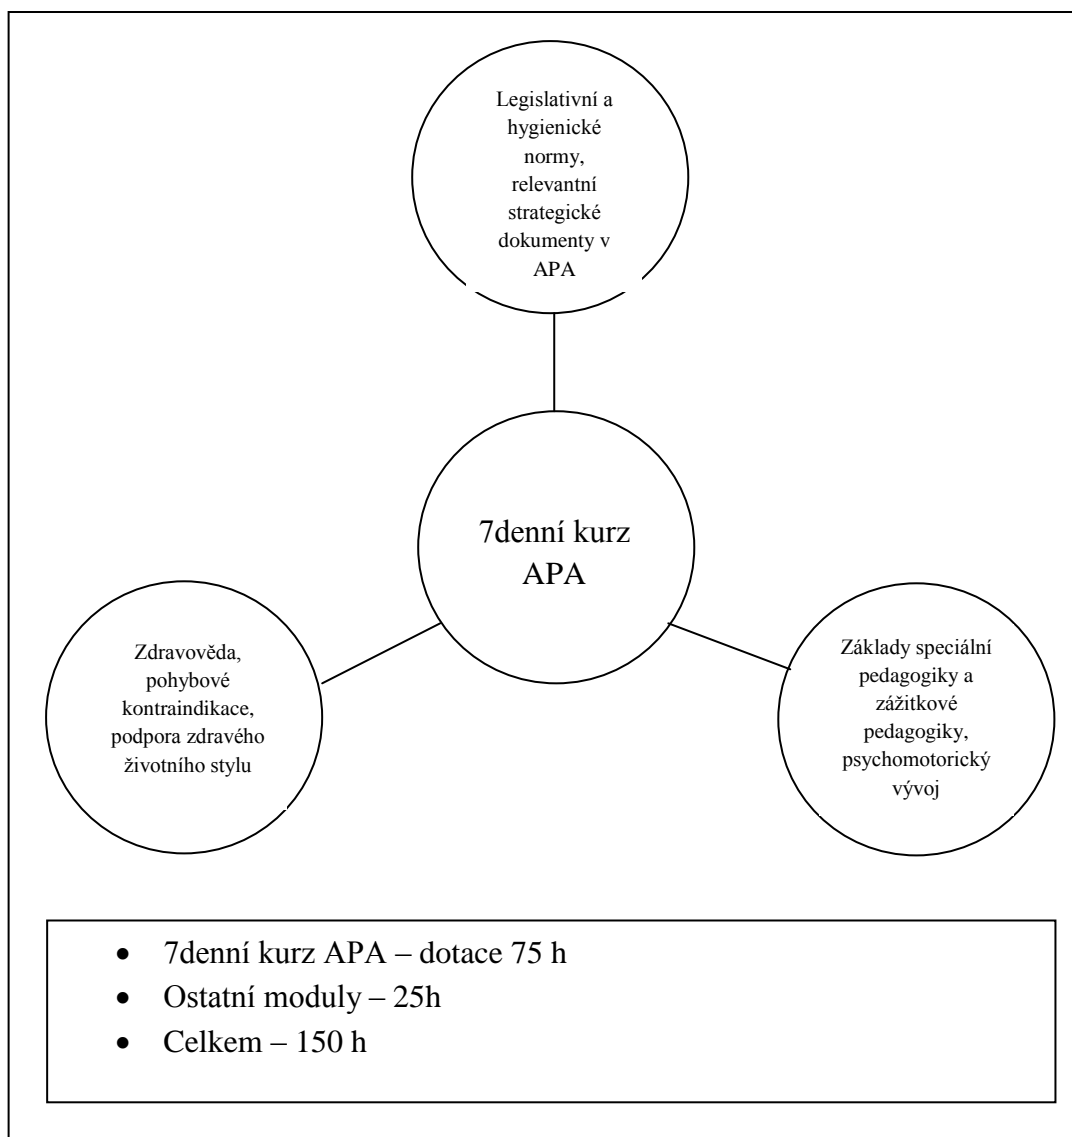 Legislativní a
hygienické
normy,
relevantní
strategické
dokumenty v
APA
7denní kurz
APA
Zdravověda,
pohybové
kontraindikace,
podpora zdravého
životního stylu
Základy speciální
pedagogiky a
zážitkové
pedagogiky,
psychomotorický
vývoj
• 7denní kurz APA – dotace 75 h
• Ostatní moduly – 25h
• Celkem – 150 h